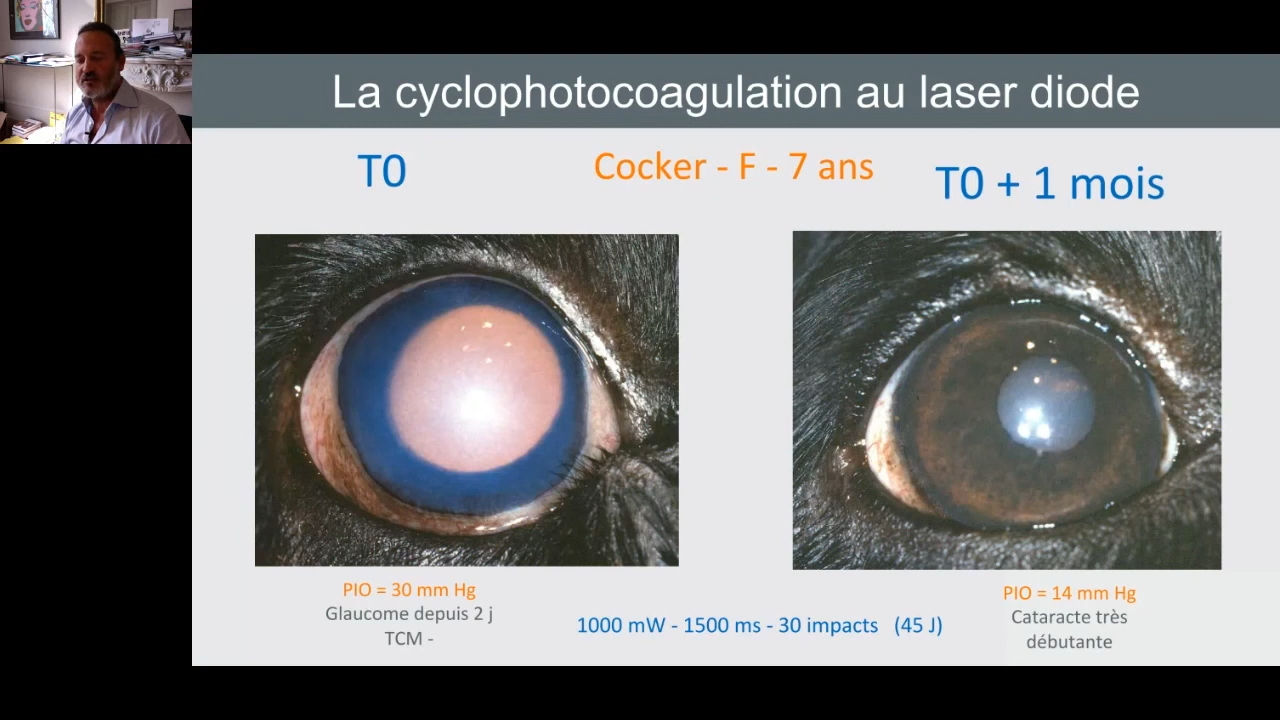 La cyclophotocoagulation au laser diode
T0
Cocker - F - 7 ans
T0 + 1 mois
PIO = 30 mm Hg
Glaucome depuis 2 j
TCM -
1000 mW - 1500 ms - 30 impacts (45 J)
PIO = 14 mm Hg
Cataracte très
débutante